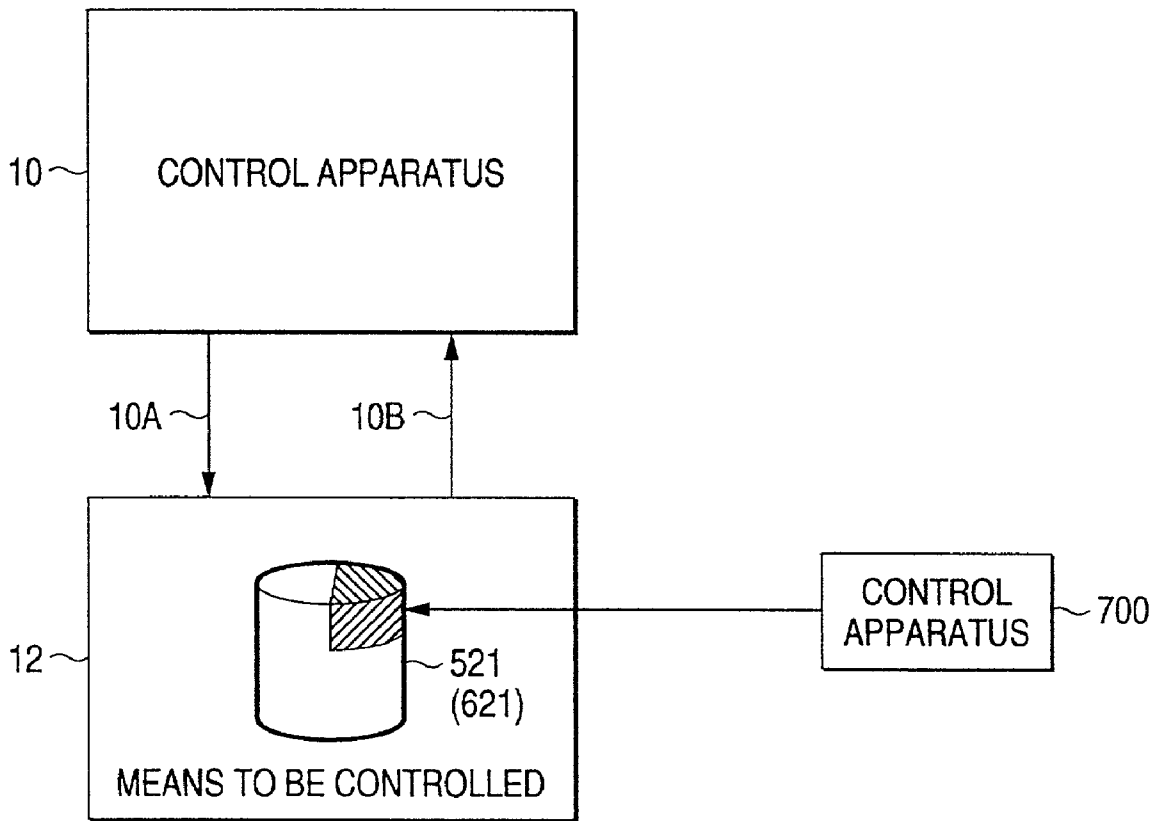 CONTROL APPARATUS
10
10A
10B
12
521
(621)
MEANS TO BE CONTROLLED
CONTROL
APPARATUS
700